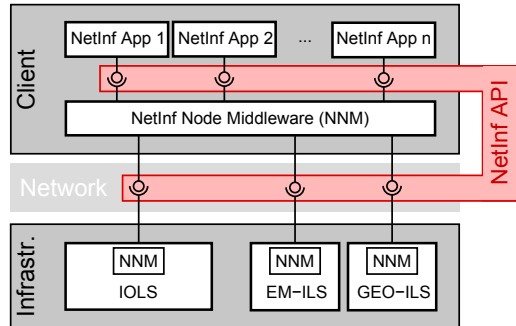 NetInf App 1
NetInf App 2
...
NetInf App n
Client
NetInf Node Middleware (NNM)
NetInf API
Network
Infrastr.
NNM
IOLS
NNM
EM−ILS
NNM
GEO−ILS